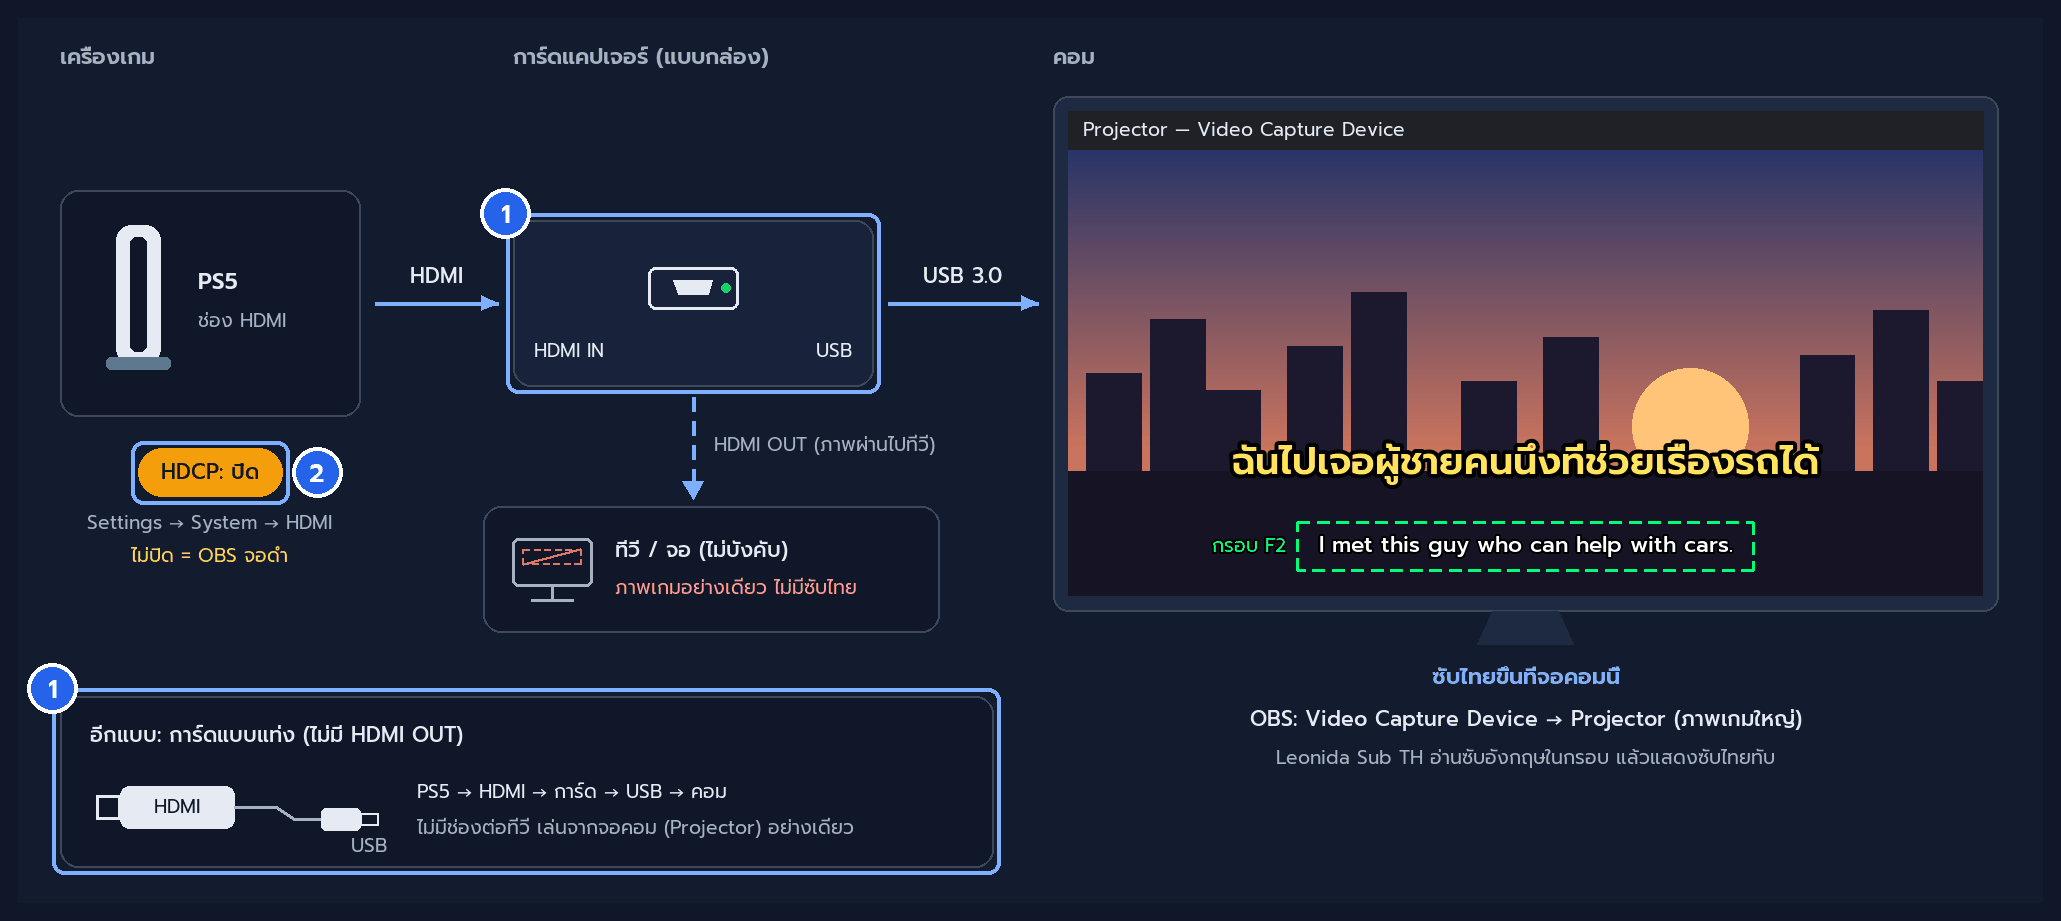 เครื่องเกม
การ์ดแคปเจอร์ (แบบกล่อง)
คอม
Projector — Video Capture Device
1
PS5
ช่อง HDMI
HDMI
HDMI IN
USB
USB 3.0
HDMI OUT (ภาพผ่านไปทีวี)
HDCP: ปิด
2
Settings → System → HDMI
ไม่ปิด = OBS จอดำ
ทีวี / จอ (ไม่บังคับ)
ภาพเกมอย่างเดียว ไม่มีซับไทย
ฉันไปเจอผู้ชายคนนึงที่ช่วยเรื่องรถได้
กรอบ F2
I met this guy who can help with cars.
ซับไทยขึ้นที่จอคอมนี้
OBS: Video Capture Device → Projector (ภาพเกมใหญ่)
Leonida Sub TH อ่านซับอังกฤษในกรอบ แล้วแสดงซับไทยทับ
1
อีกแบบ: การ์ดแบบแท่ง (ไม่มี HDMI OUT)
HDMI
USB
PS5 → HDMI → การ์ด → USB → คอม
ไม่มีช่องต่อทีวี เล่นจากจอคอม (Projector) อย่างเดียว